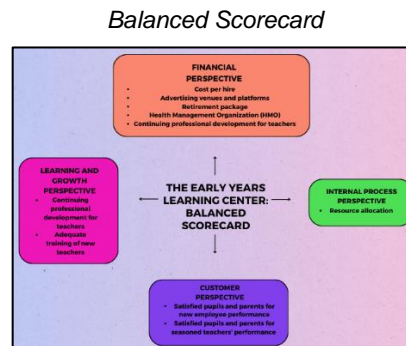 Balanced Scorecard
FINANCIAL
PERSPECTIVE
• Cost per hire
• Advertising venues and platforms
• Retirement package
• Health Management Organization (HMO)
• Continuing professional development for teachers
LEARNING AND
GROWTH
PERSPECTIVE
• Continuing
professional
development for
teachers
• Adequate
training of new
teachers
THE EARLY YEARS
LEARNING CENTER:
BALANCED
SCORECARD
INTERNAL PROCESS
PERSPECTIVE
• Resource allocation
CUSTOMER
PERSPECTIVE
• Satisfied pupils and parents for
new employee performance
• Satisfied pupils and parents for
seasoned teachers' performance